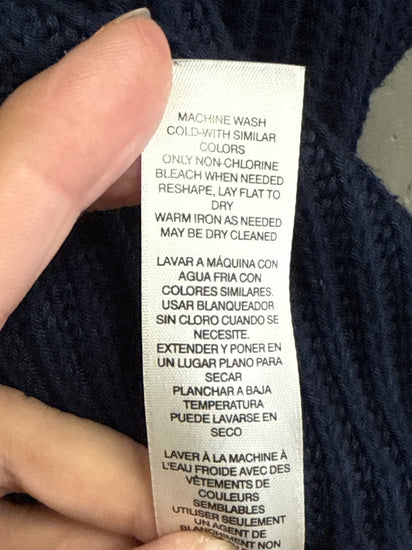 MACHINE WASH
COLD-WITH SIMILAR
COLORS
ONLY NON-CHLORINE
BLEACH WHEN NEEDED
RESHAPE, LAY FLAT TO
DRY
WARM IRON AS NEEDED
MAY BE DRY CLEANED
LAVAR A MÁQUINA CON
AGUA FRIA CON
COLORES SIMILARES.
USAR BLANQUEADOR
SIN CLORO CUANDO SE
NECESITE.
EXTENDER Y PONER EN
UN LUGAR PLANO PARA
SECAR
PLANCHAR A BAJA
TEMPERATURA
PUEDE LAVARSE EN
SECO
LAVER À LA MACHINE À
L'EAU FROIDE AVEC DES
VÊTEMENTS DE
COULEURS
SEMBLABLES
UTILISER SEULEMENT
UN AGENT DE
BLANCHIMENT NON